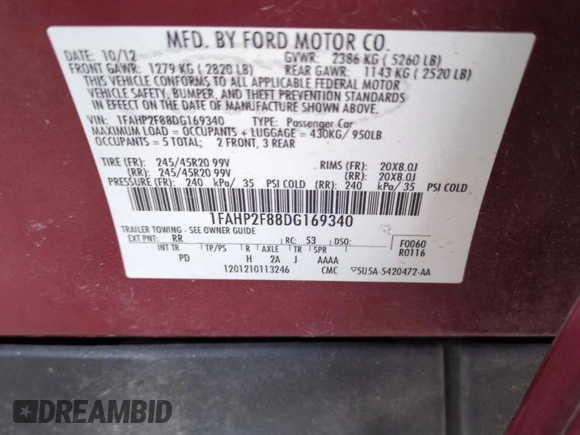 MFD. BY FORD MOTOR CO.
DATE: 10/12 GVWR: 2386 KG ( 5260 LB)
FRONT GAWR: 1279 KG ( 2820 LB) REAR GAWR: 1143 KG ( 2520 LB)
THIS VEHICLE CONFORMS TO ALL APPLICABLE FEDERAL MOTOR
VEHICLE SAFETY, BUMPER, AND THEFT PREVENTION STANDARDS
IN EFFECT ON THE DATE OF MANUFACTURE SHOWN ABOVE.
VIN: 1FAHP2F88DG169340 TYPE: Passenger Car
MAXIMUM LOAD = OCCUPANTS + LUGGAGE = 430KG/ 950LB
OCCUPANTS = 5 TOTAL; 2 FRONT, 3 REAR
TIRE (FR): 245/45R20 99V RIMS (FR): 20X8.0J
(RR): 245/45R20 99V (RR): 20X8.0J
PRESSURE (FR): 240 kPa/ 35 PSI COLD (RR): 240 kPa/ 35 PSI COLD
1FAHP2F88DG169340
TRAILER TOWING - SEE OWNER GUIDE
EXT PNT: RR RC: 53 DSO: F0060
INT TR TP/PS R AXLE TR SPR R0116
PD H 2A J AAAA
1201210113246 CMC 5U5A-5420472-AA
DREAMBID